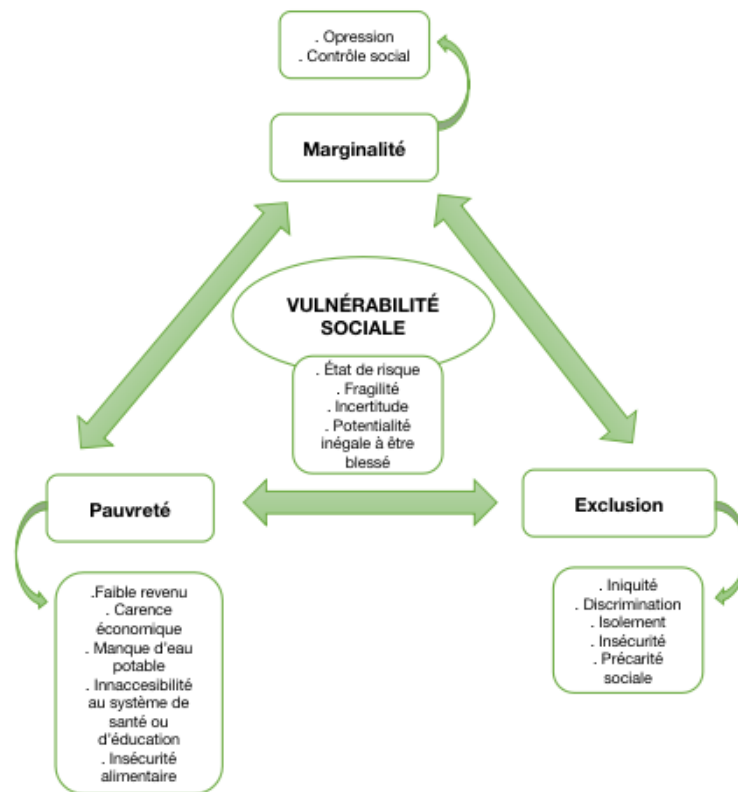 . Opression
. Contrôle social
Marginalité
VULNÉRABILITÉ
SOCIALE
. État de risque
. Fragilité
. Incertitude
. Potentialité
inégale à être
blessé
Pauvreté
Exclusion
.Faible revenu
. Carence
économique
. Manque d'eau
potable
. Innaccesibilité
au système de
santé ou
d'éducation
. Insécurité
alimentaire
. Iniquité
. Discrimination
. Isolement
. Insécurité
. Précarité
sociale